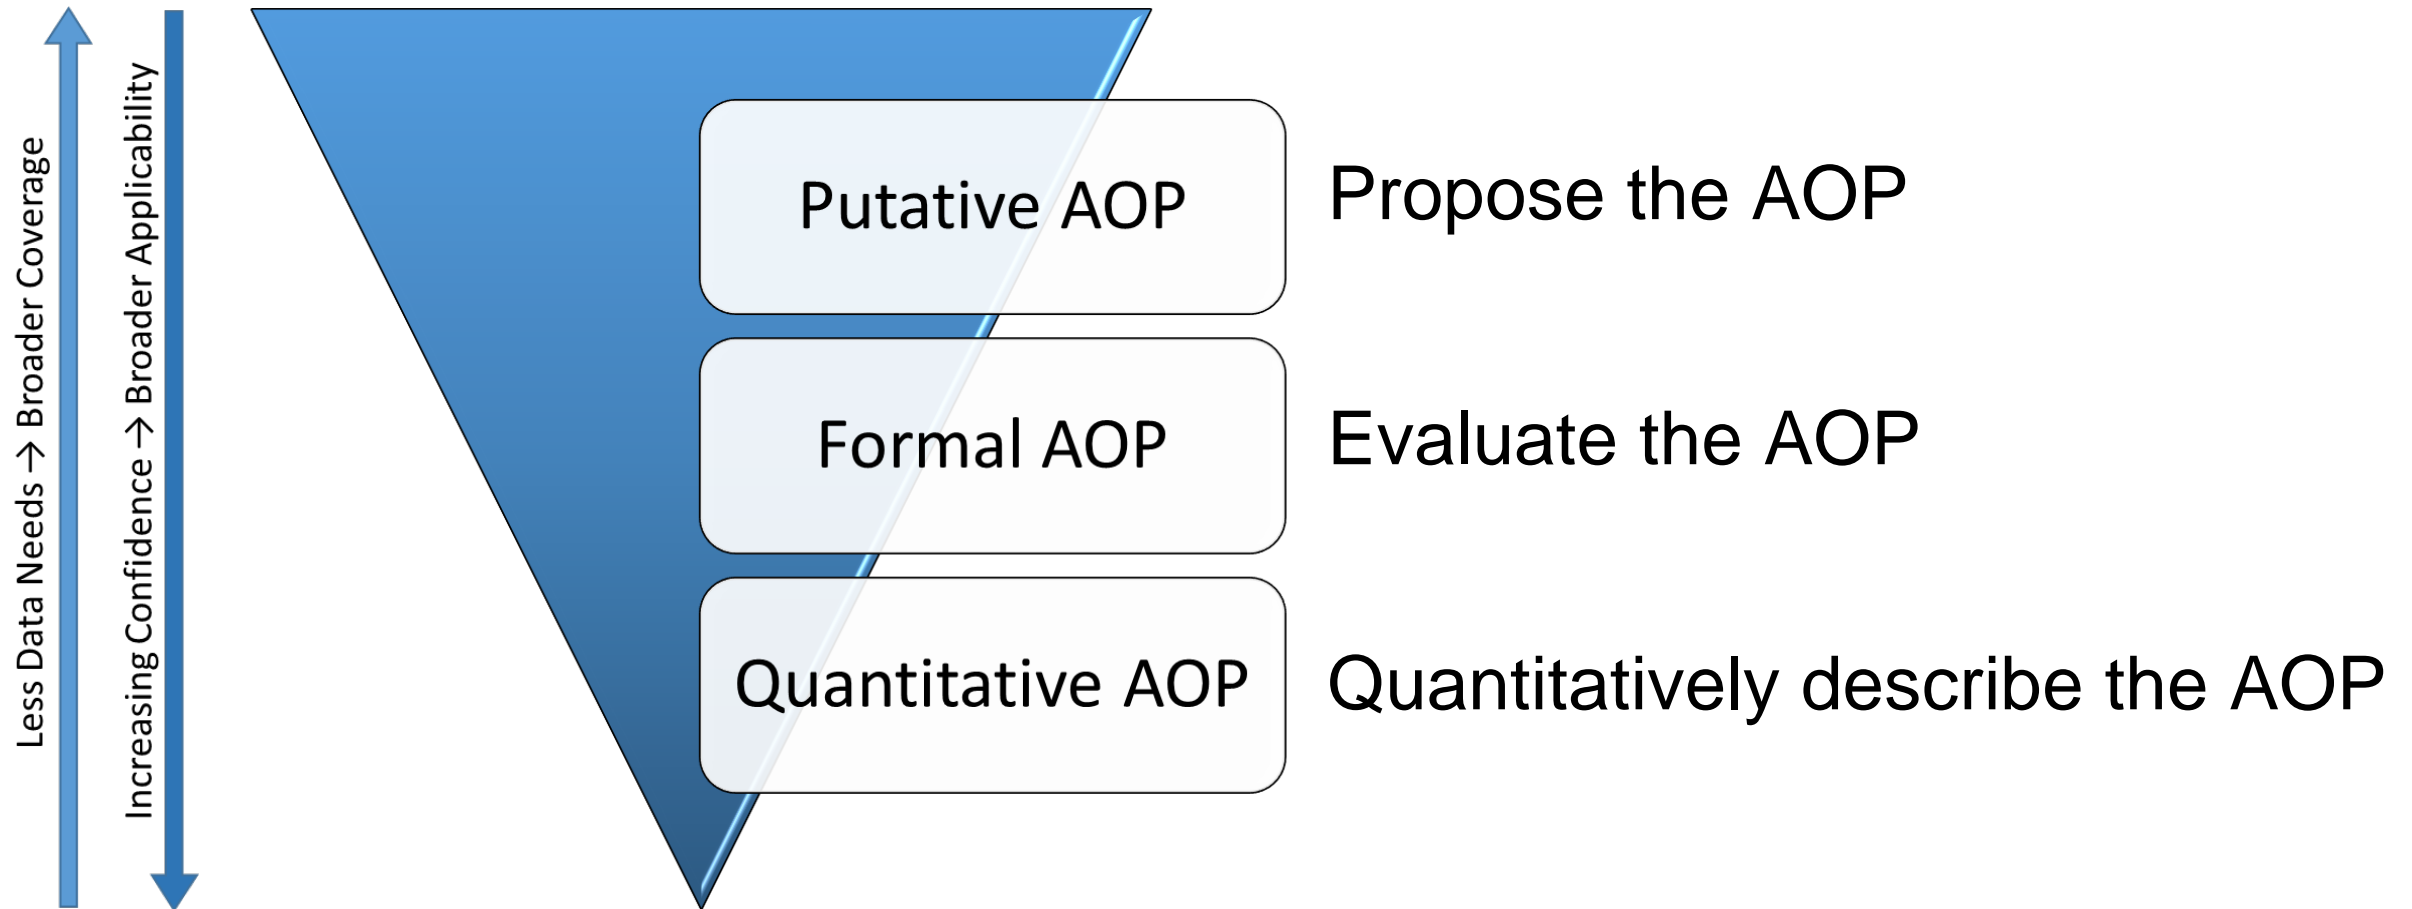 Less Data Needs → Broader Coverage
Increasing Confidence → Broader Applicability
Putative AOP
Propose the AOP
Formal AOP
Evaluate the AOP
Quantitative AOP
Quantitatively describe the AOP